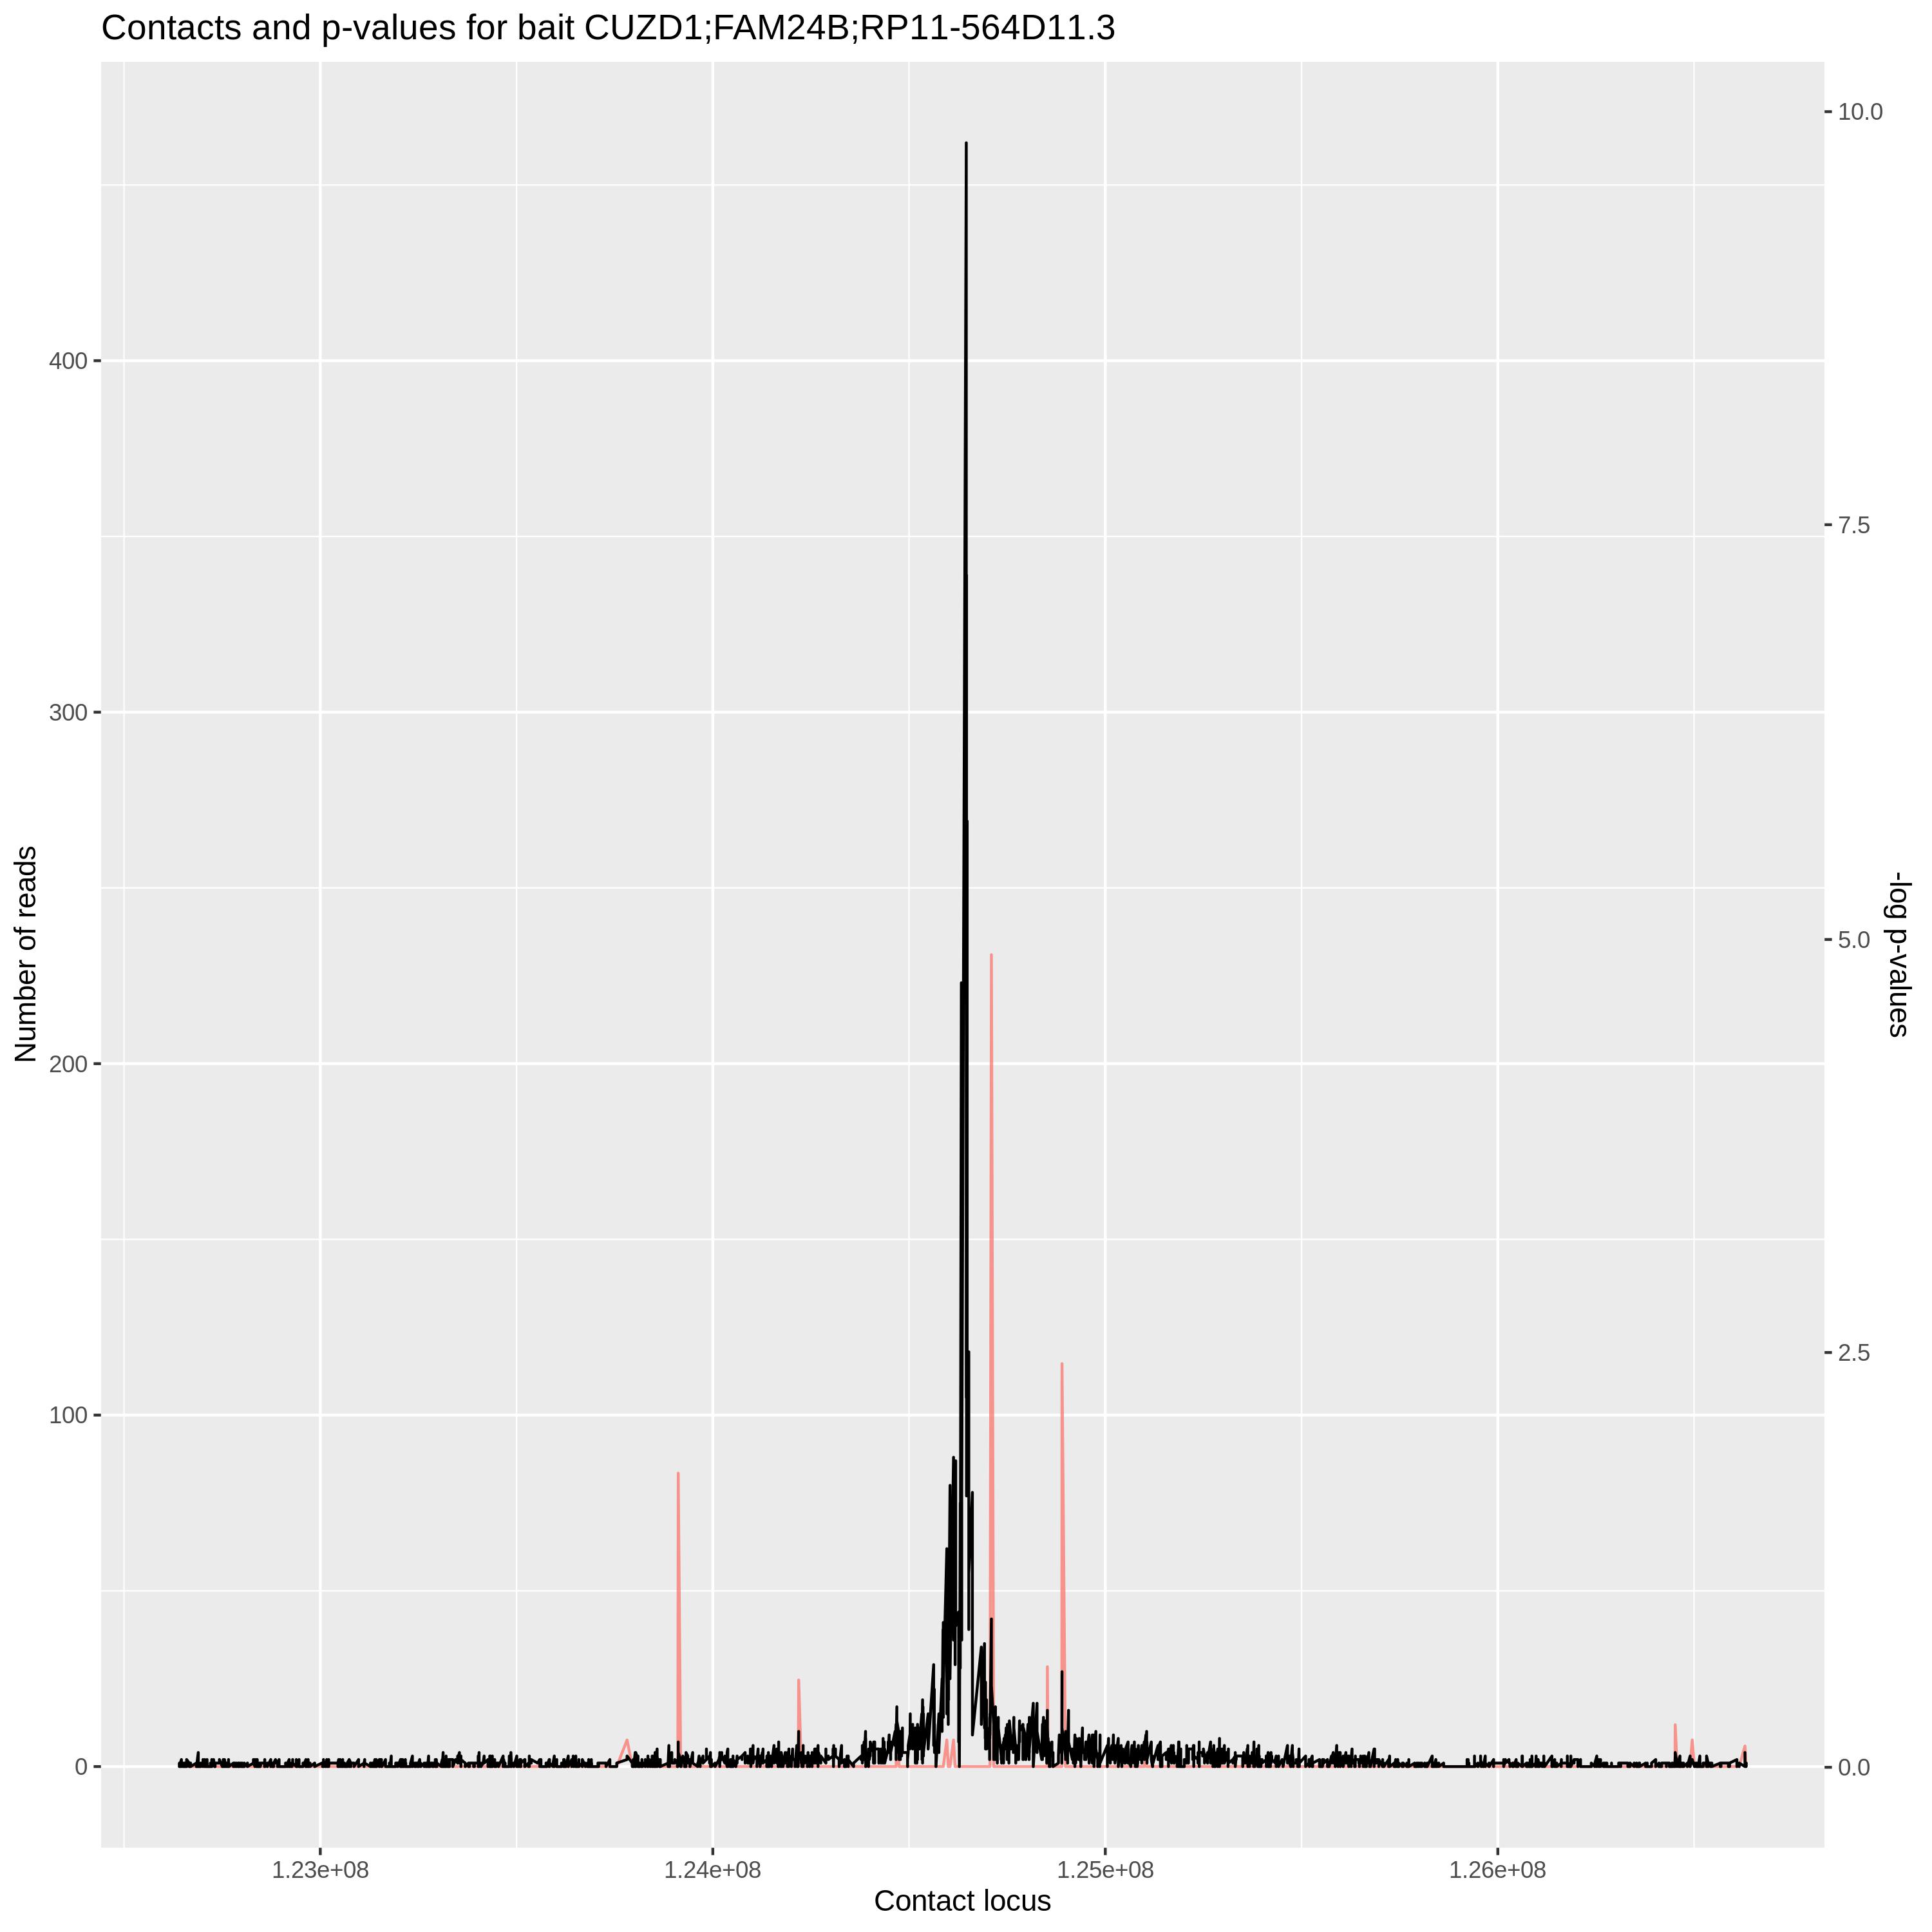 Contacts and p-values for bait CUZD1;FAM24B;RP11-564D11.3
10.0
400
7.5
300
Number of reads
5.0
-log p-values
200
2.5
100
0
0.0
1.23e+08
1.24e+08
1.25e+08
1.26e+08
Contact locus